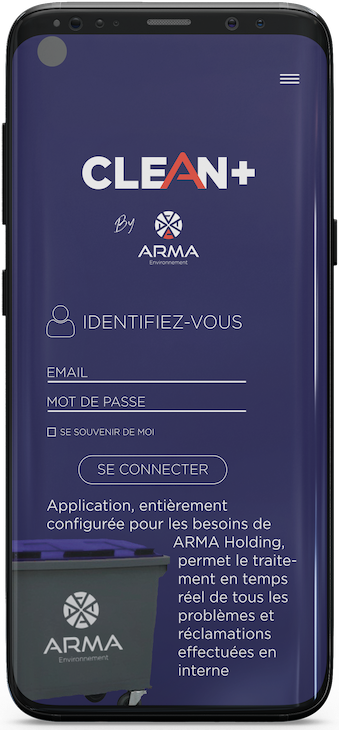 CLEAN+
By
ARMA
Environnement
IDENTIFIEZ-VOUS
EMAIL
MOT DE PASSE
SE SOUVENIR DE MOI
SE CONNECTER
Application, entièrement
configurée pour les besoins de
ARMA Holding,
permet le traite-
ment en temps
réel de tous les
problèmes et
réclamations
effectuées en
interne
ARMA
Environnement